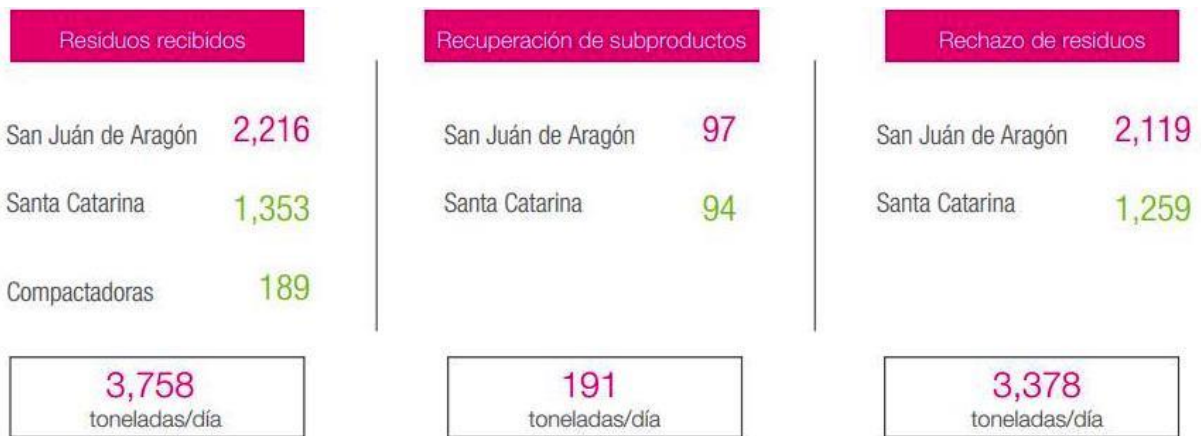 Residuos recibidos
San Juán de Aragón 2,216
Santa Catarina 1,353
Compactadoras 189
3,758
toneladas/día
Recuperación de subproductos
San Juán de Aragón 97
Santa Catarina 94
191
toneladas/día
Rechazo de residuos
San Juán de Aragón 2,119
Santa Catarina 1,259
3,378
toneladas/día